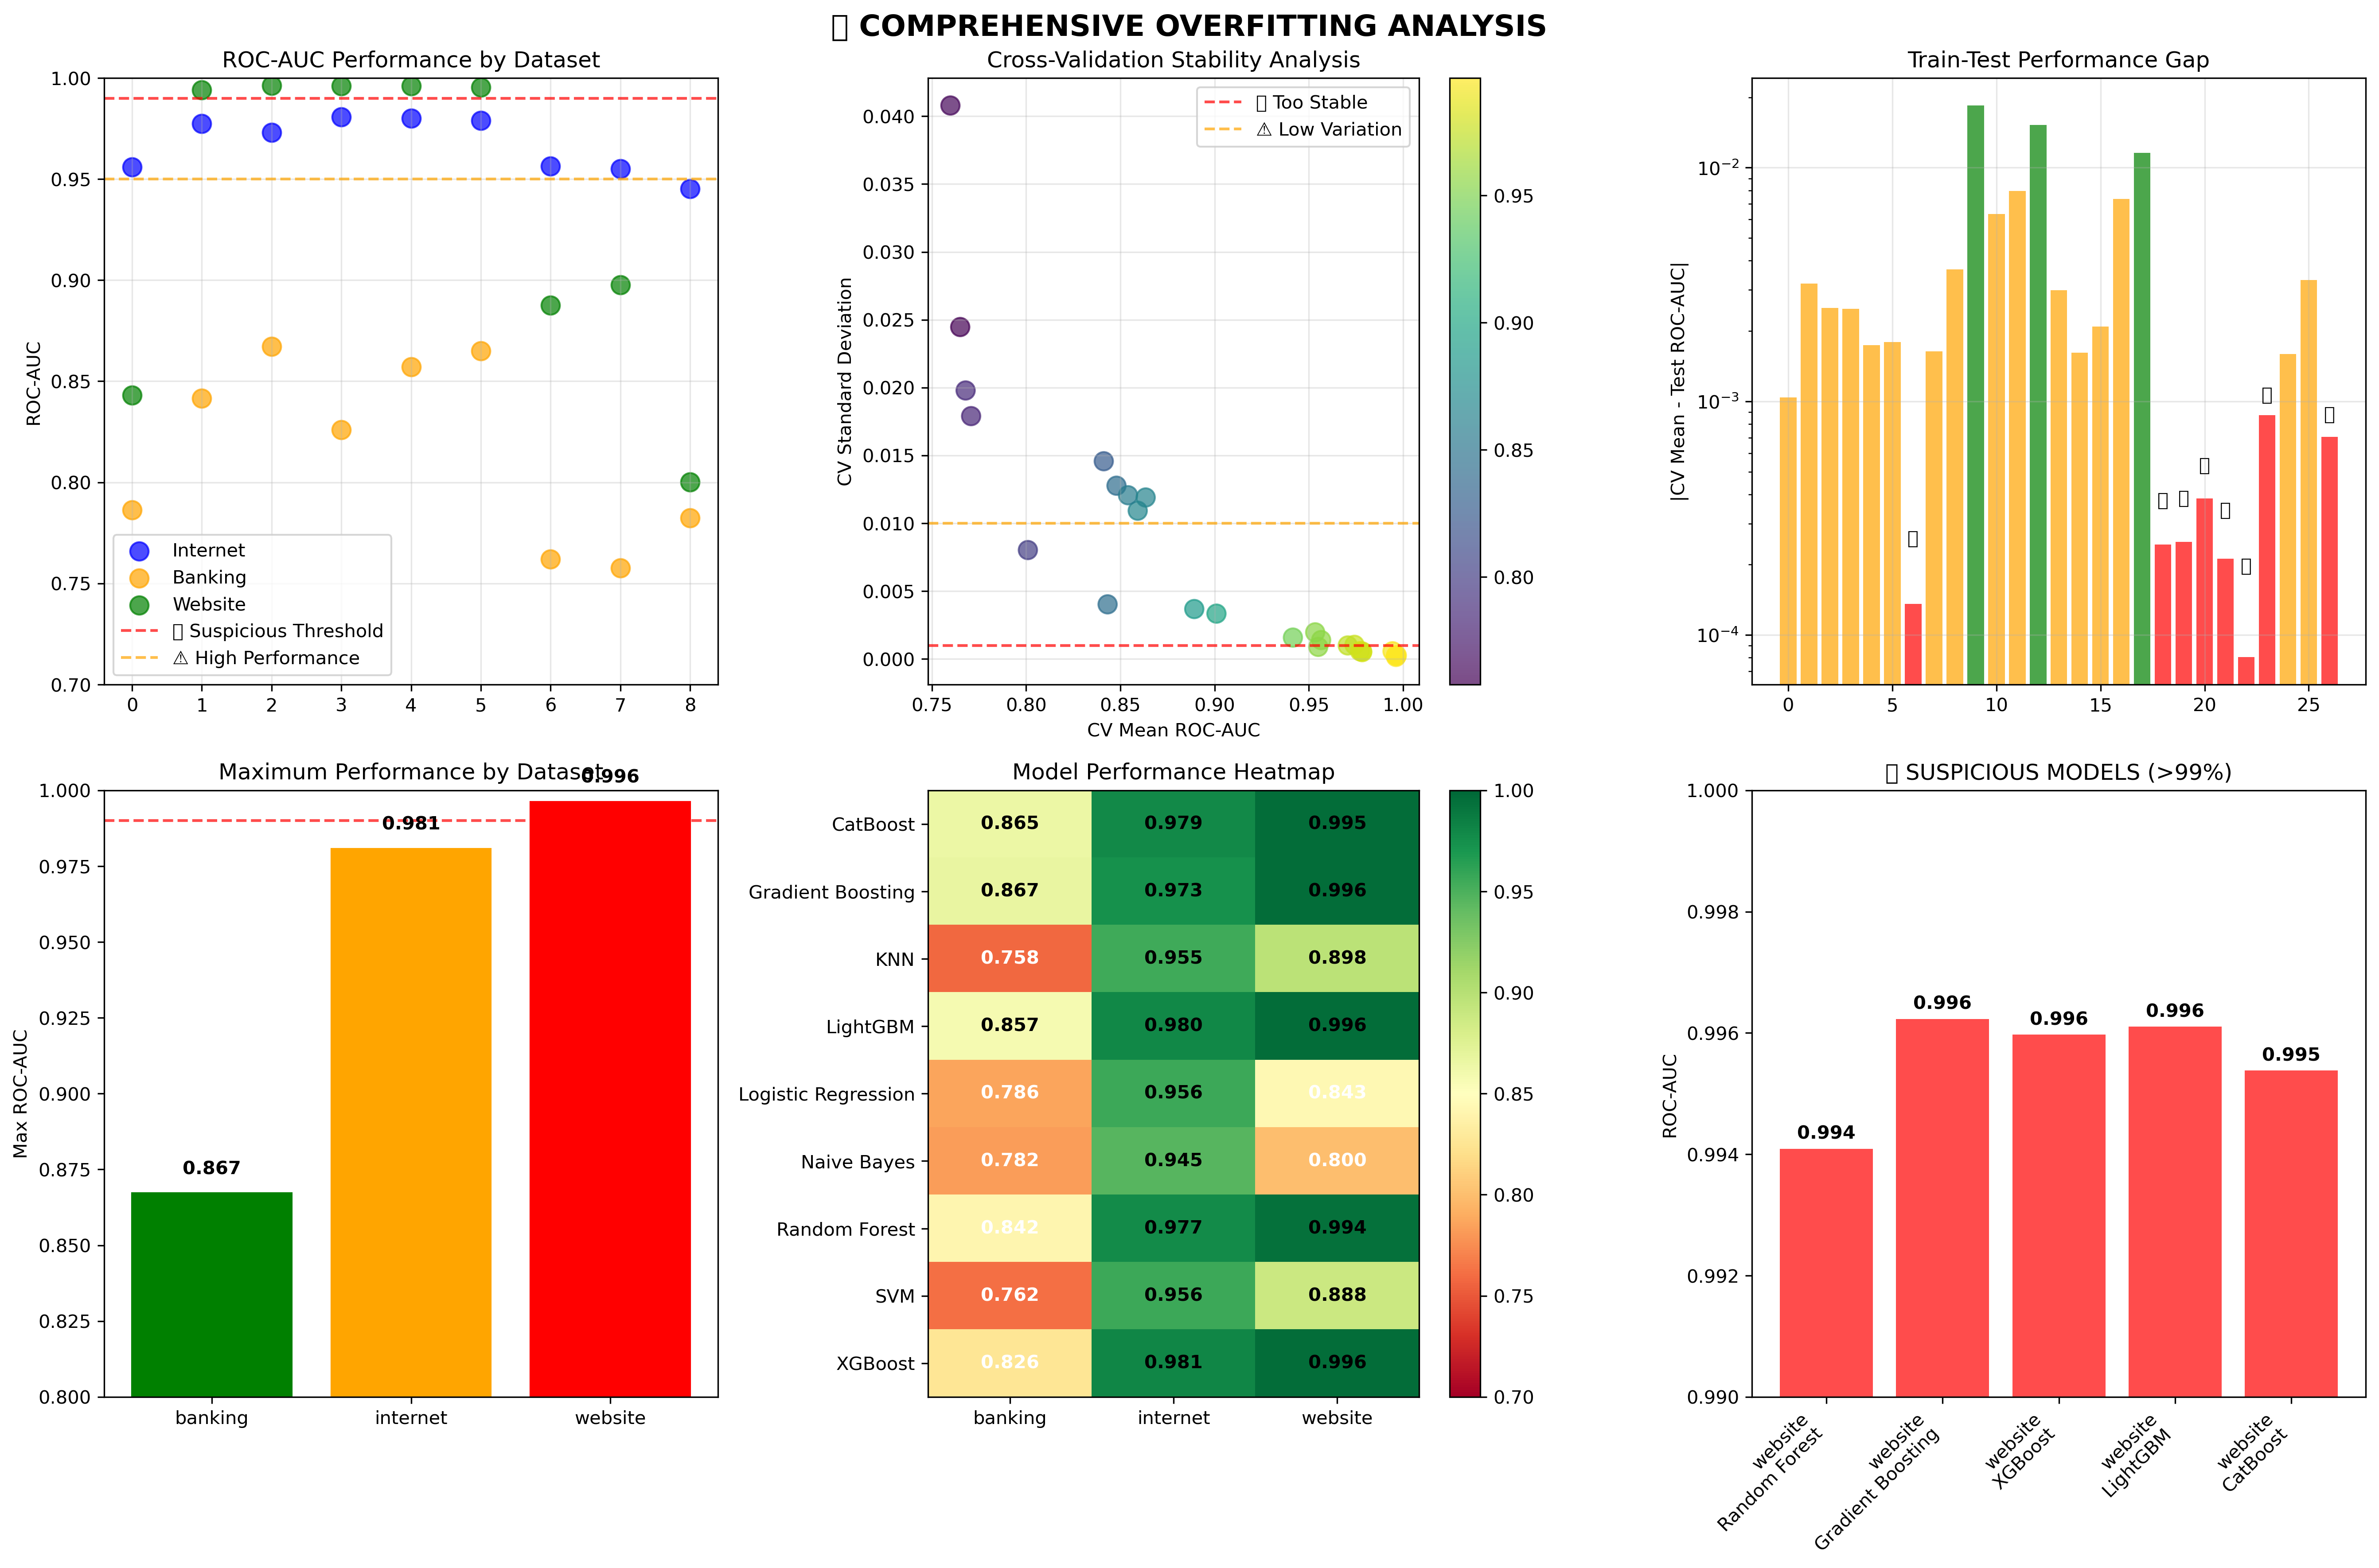 ▯ COMPREHENSIVE OVERFITTING ANALYSIS
ROC-AUC Performance by Dataset
ROC-AUC
1.00
0.95
0.90
0.85
0.80
0.75
0.70
Internet
Banking
Website
▯ Suspicious Threshold
⚠ High Performance
0 1 2 3 4 5 6 7 8
Cross-Validation Stability Analysis
CV Standard Deviation
0.040
0.035
0.030
0.025
0.020
0.015
0.010
0.005
0.000
▯ Too Stable
⚠ Low Variation
0.75 0.80 0.85 0.90 0.95 1.00
CV Mean ROC-AUC
0.95
0.90
0.85
0.80
Train-Test Performance Gap
|CV Mean - Test ROC-AUC|
10⁻²
10⁻³
10⁻⁴
▯ ▯ ▯ ▯ ▯ ▯ ▯ ▯
0 5 10 15 20 25
Maximum Performance by Dataset
Max ROC-AUC
1.000
0.975
0.950
0.925
0.900
0.875
0.850
0.825
0.800
0.867
0.981
0.996
banking internet website
Model Performance Heatmap
CatBoost 0.865 0.979 0.995
Gradient Boosting 0.867 0.973 0.996
KNN 0.758 0.955 0.898
LightGBM 0.857 0.980 0.996
Logistic Regression 0.786 0.956 0.843
Naive Bayes 0.782 0.945 0.800
Random Forest 0.842 0.977 0.994
SVM 0.762 0.956 0.888
XGBoost 0.826 0.981 0.996
banking internet website
1.00
0.95
0.90
0.85
0.80
0.75
0.70
▯ SUSPICIOUS MODELS (>99%)
ROC-AUC
1.000
0.998
0.996
0.994
0.992
0.990
0.994
0.996
0.996
0.996
0.995
website
Random Forest
website
Gradient Boosting
website
XGBoost
website
LightGBM
website
CatBoost